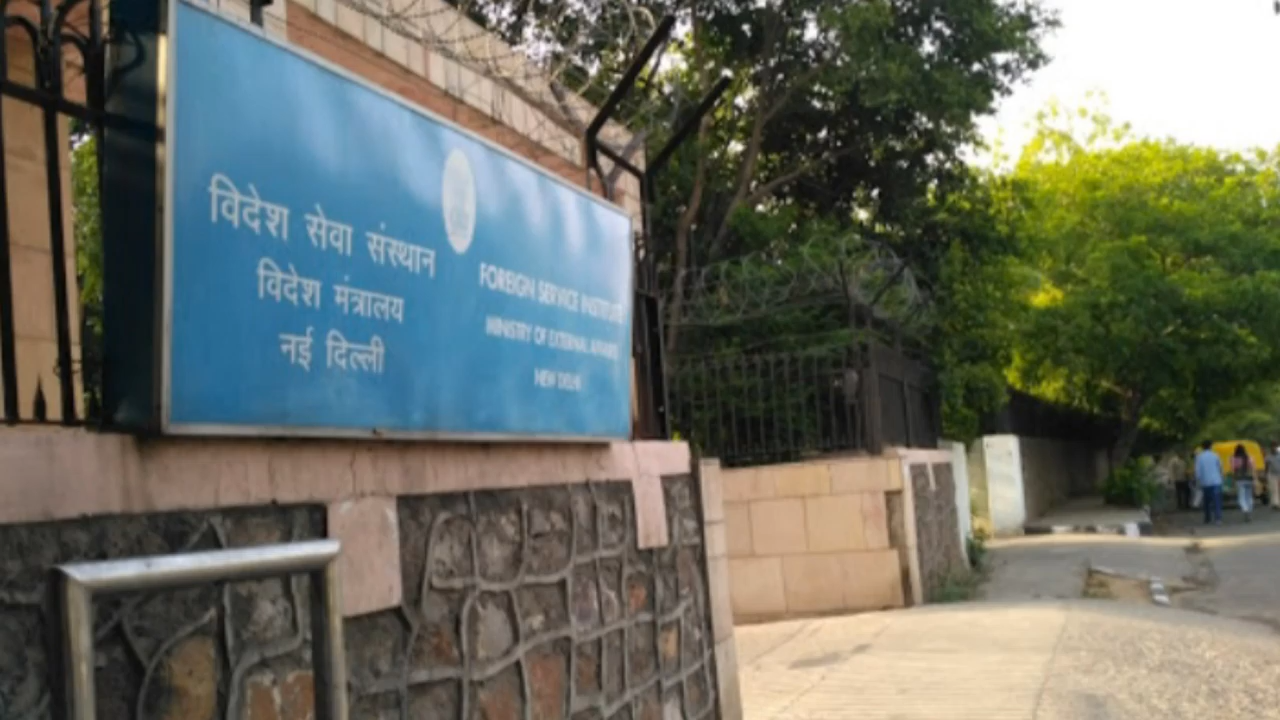 विदेश सेवा संस्थान
विदेश मंत्रालय
नई दिल्ली
FOREIGN SERVICE INSTITUTE
MINISTRY OF EXTERNAL AFFAIRS
NEW DELHI